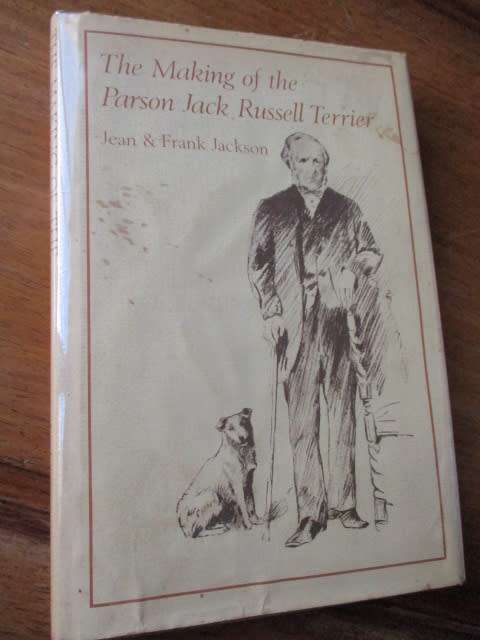 The Making of the
Parson Jack Russell Terrier
Jean & Frank Jackson